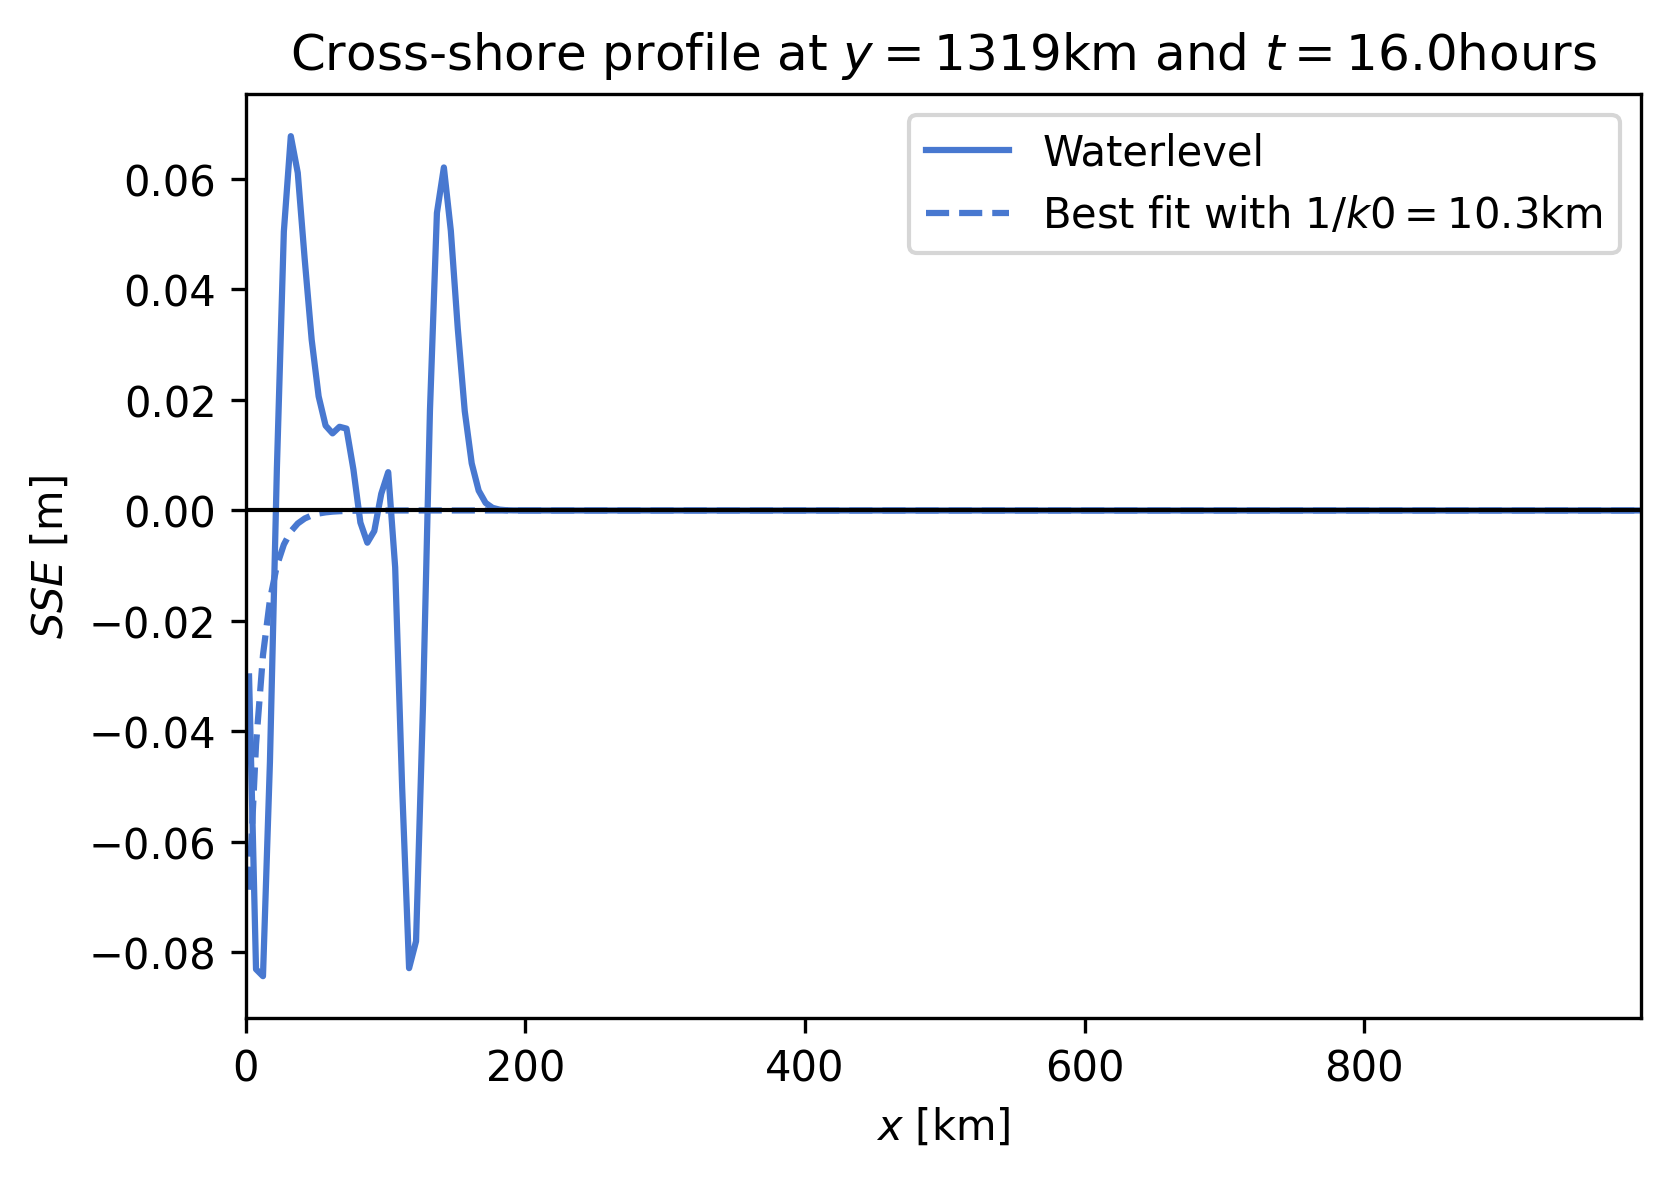 Cross-shore profile at y = 1319km and t = 16.0hours
Waterlevel
Best fit with 1/k0 = 10.3km
0.06
0.04
0.02
0.00
−0.02
−0.04
−0.06
−0.08
SSE [m]
0 200 400 600 800
x [km]